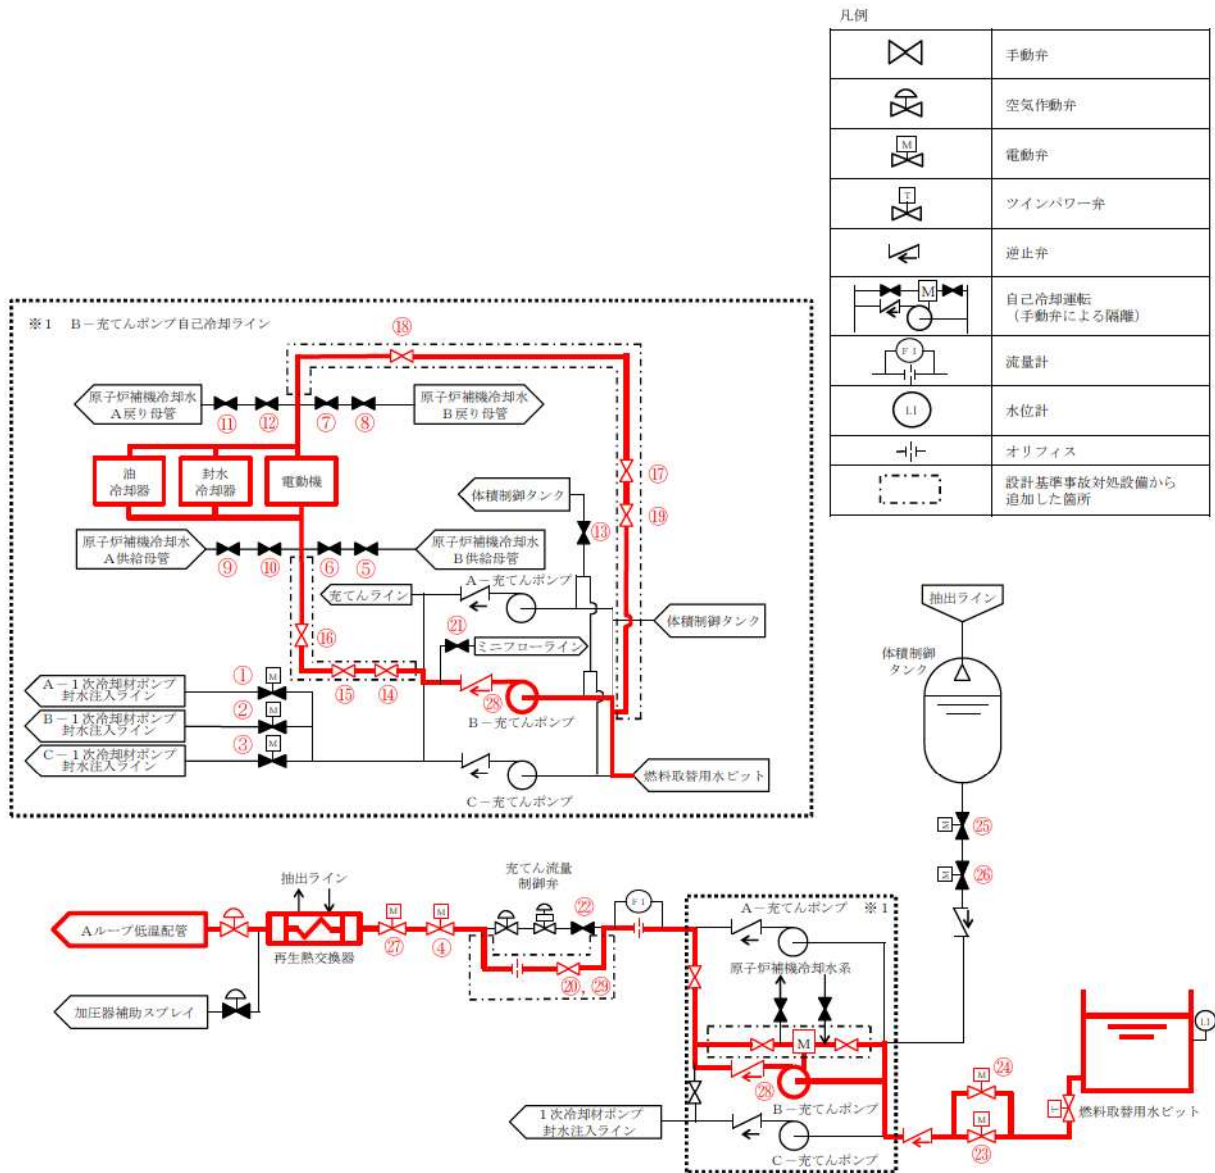 凡例
手動弁
空気作動弁
M
電動弁
T
ツインパワー弁
逆止弁
M
自己冷却運転
(手動弁による隔離)
FI
流量計
LI
水位計
オリフィス
設計基準事故対処設備から
追加した箇所
※1 B-充てんポンプ自己冷却ライン
⑱
原子炉補機冷却水
A戻り母管
⑪
⑫
⑦
⑧
原子炉補機冷却水
B戻り母管
油
冷却器
封水
冷却器
電動機
⑰
⑲
体積制御タンク
⑬
原子炉補機冷却水
A供給母管
⑨
⑩
⑥
⑤
原子炉補機冷却水
B供給母管
充てんライン
A-充てんポンプ
体積制御タンク
⑯
㉑
ミニフローライン
⑮
⑭
㉘
B-充てんポンプ
①
M
A-1次冷却材ポンプ
封水注入ライン
②
M
B-1次冷却材ポンプ
封水注入ライン
③
M
C-1次冷却材ポンプ
封水注入ライン
C-充てんポンプ
燃料取替用水ピット
抽出ライン
体積制御
タンク
M
㉕
M
㉖
抽出ライン
Aループ低温配管
再生熱交換器
M
㉗
M
④
充てん流量
制御弁
㉒
FI
⑳, ㉙
加圧器補助スプレイ
A-充てんポンプ
※1
原子炉補機冷却水系
M
㉘
B-充てんポンプ
1次冷却材ポンプ
封水注入ライン
C-充てんポンプ
M
㉔
M
㉓
T
LI
燃料取替用水ピット